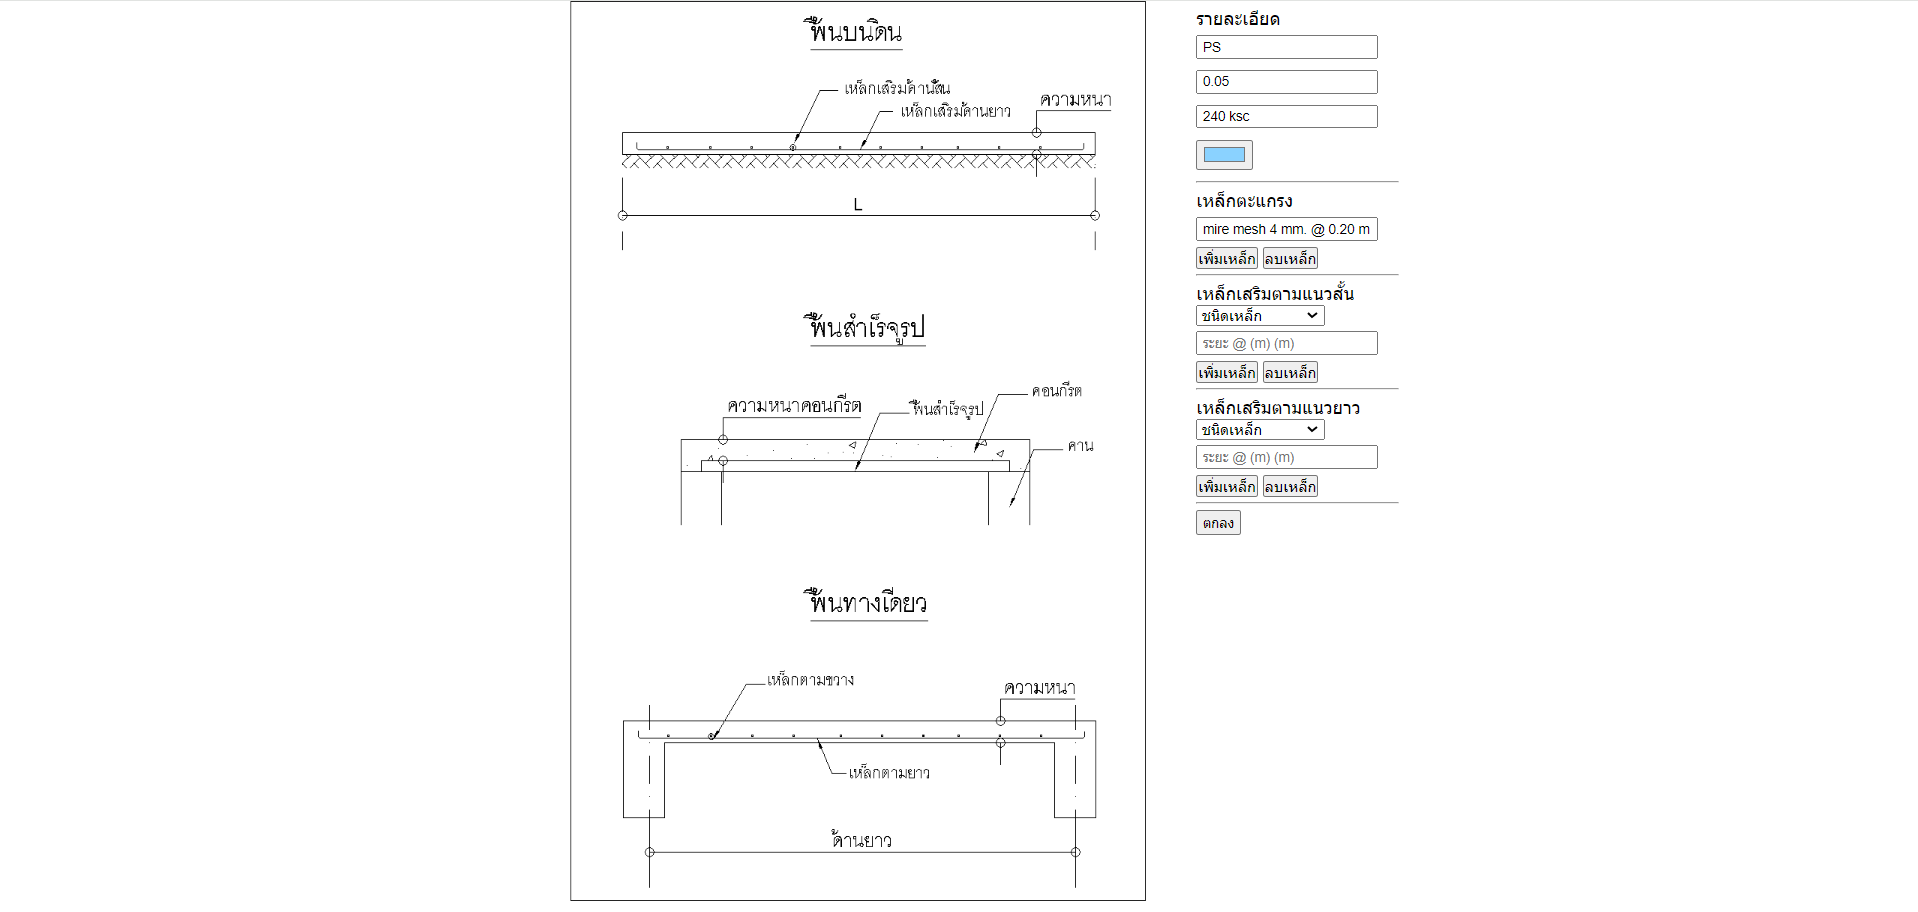 พื้นบนดิน
เหล็กเสริมด้านสั้น
เหล็กเสริมด้านยาว
ความหนา
L
พื้นสำเร็จรูป
ความหนาคอนกรีต
พื้นสำเร็จรูป
คอนกรีต
คาน
พื้นทางเดียว
เหล็กตามขวาง
ความหนา
เหล็กตามยาว
ด้านยาว
รายละเอียด
PS
0.05
240 ksc
เหล็กตะแกรง
mire mesh 4 mm. @ 0.20 m
เพิ่มเหล็ก ลบเหล็ก
เหล็กเสริมตามแนวสั้น
ชนิดเหล็ก
ระยะ @ (m) (m)
เพิ่มเหล็ก ลบเหล็ก
เหล็กเสริมตามแนวยาว
ชนิดเหล็ก
ระยะ @ (m) (m)
เพิ่มเหล็ก ลบเหล็ก
ตกลง